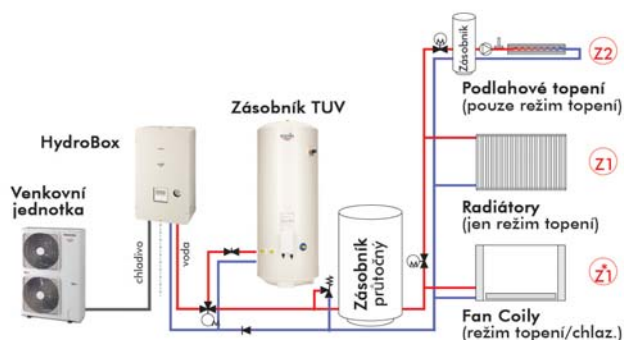 Zásobník
Z2
Podlahové topení
(pouze režim topení)
Zásobník TUV
HydroBox
Z1
Venkovní
jednotka
chladivo
voda
Radiátory
(jen režim topení)
Zásobník
průtočný
Z*1
Fan Coily
(režim topení/chlaz.)